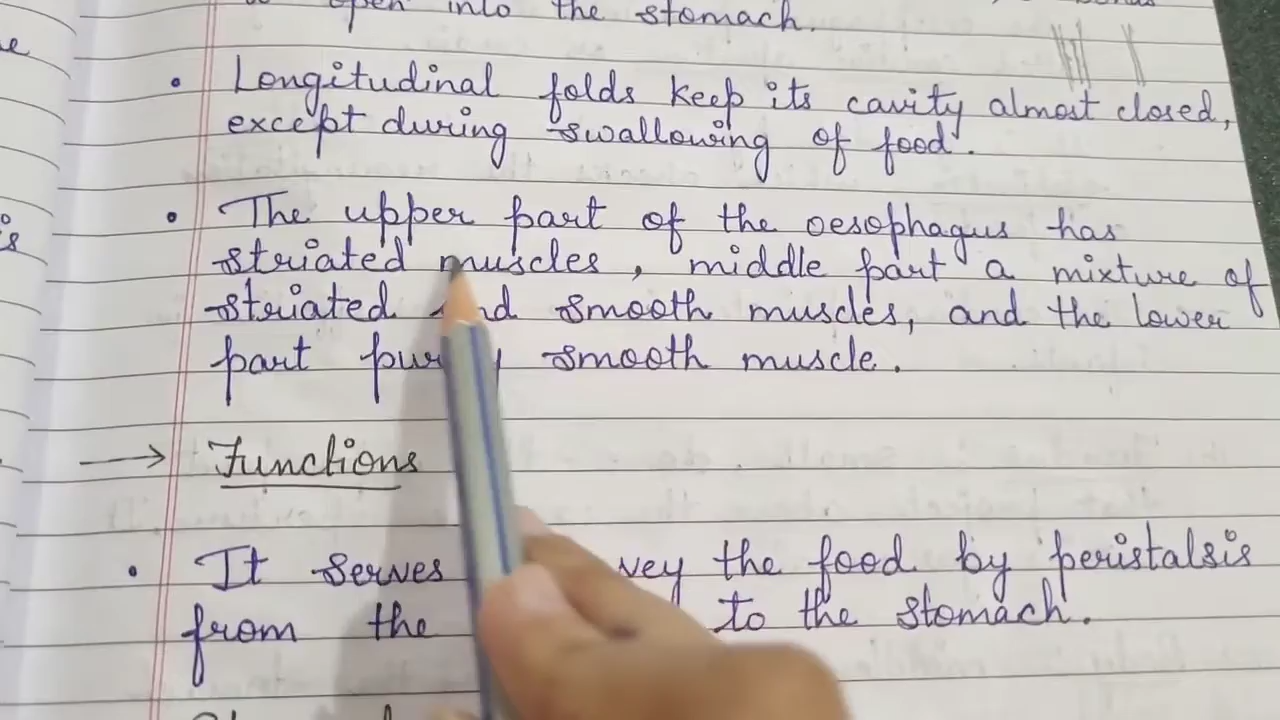 open into the stomach.
• Longitudinal folds keep its cavity almost closed,
except during swallowing of food.
• The upper part of the oesophagus has
striated muscles, middle part a mixture of
striated and smooth muscles, and the lower
part smooth muscle.
→ Functions
• It serves the food by peristalsis
from the to the stomach.